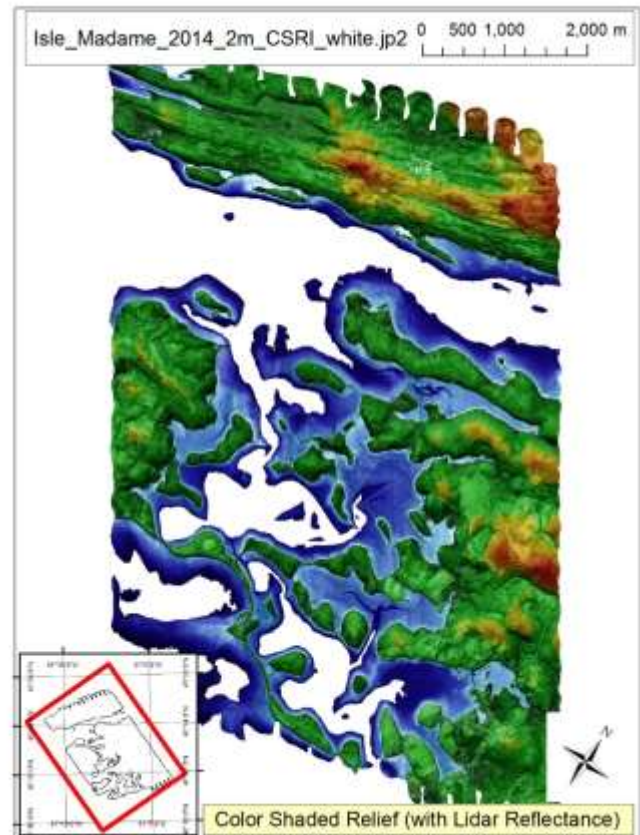 Isle_Madame_2014_2m_CSRI_white.jp2
0 500 1,000 2,000 m
N
Color Shaded Relief (with Lidar Reflectance)